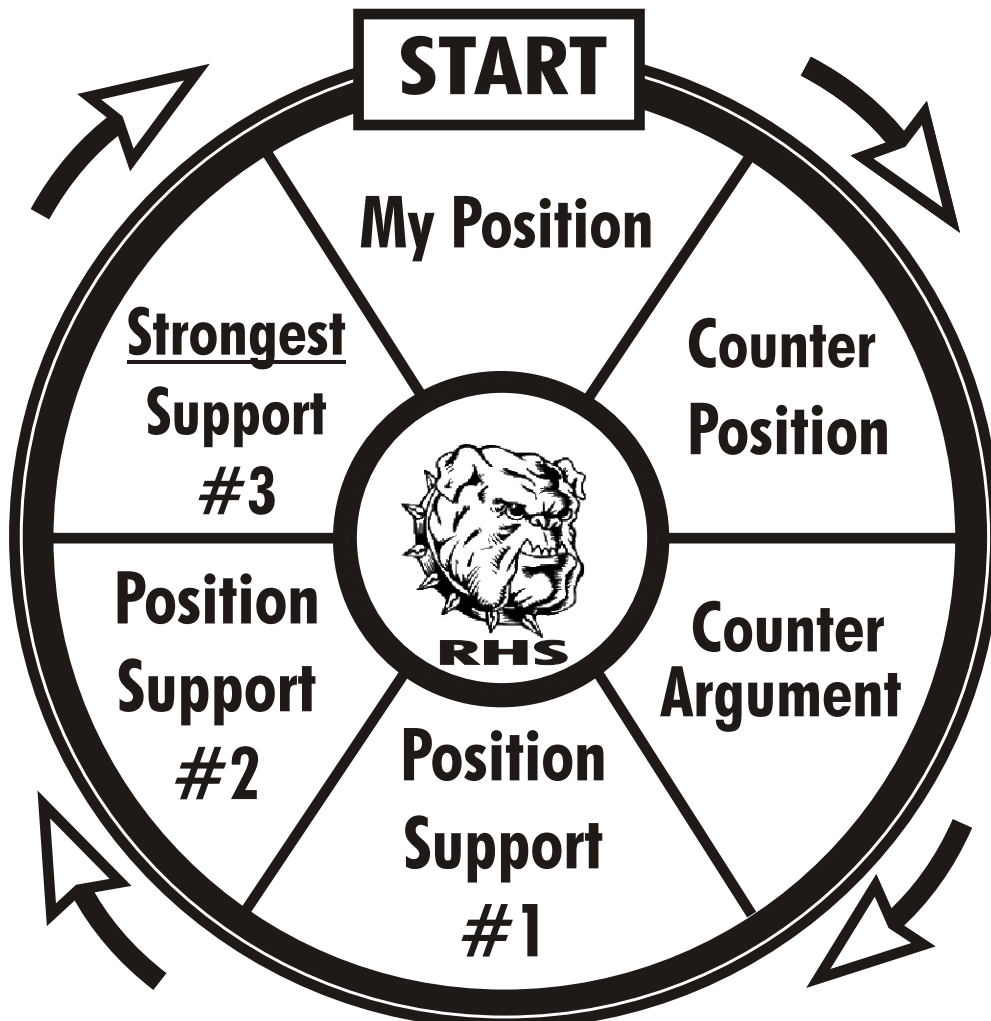 START
My Position
Counter
Position
Counter
Argument
Position
Support
#1
Position
Support
#2
Strongest
Support
#3
RHS